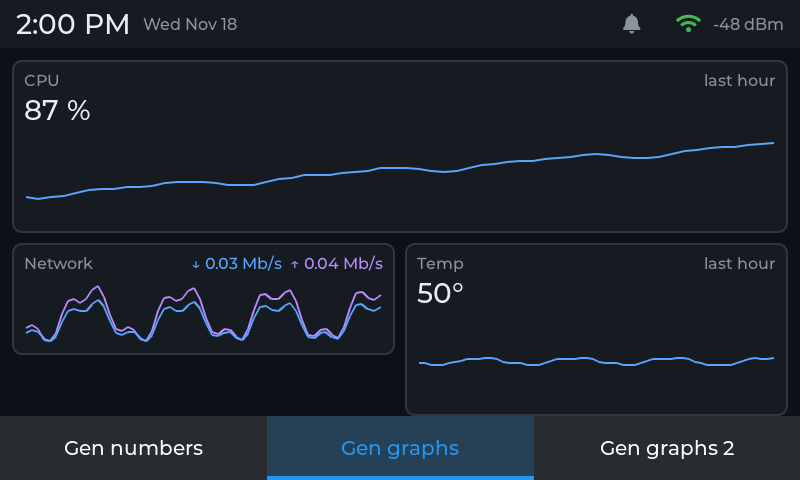 2:00 PM Wed Nov 18 -48 dBm
CPU last hour
87 %
Network ↓ 0.03 Mb/s ↑ 0.04 Mb/s
Temp last hour
50°
Gen numbers Gen graphs Gen graphs 2